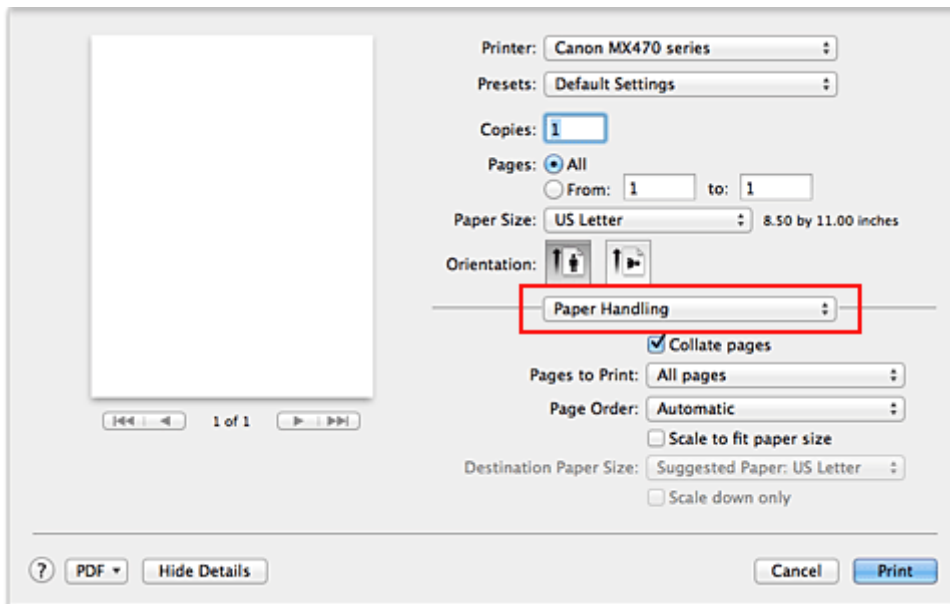 Printer: Canon MX470 series
Presets: Default Settings
Copies: 1
Pages: All
From: 1 to: 1
Paper Size: US Letter 8.50 by 11.00 inches
Orientation:
Paper Handling
Collate pages
Pages to Print: All pages
Page Order: Automatic
1 of 1
Scale to fit paper size
Destination Paper Size: Suggested Paper: US Letter
Scale down only
? PDF Hide Details Cancel Print